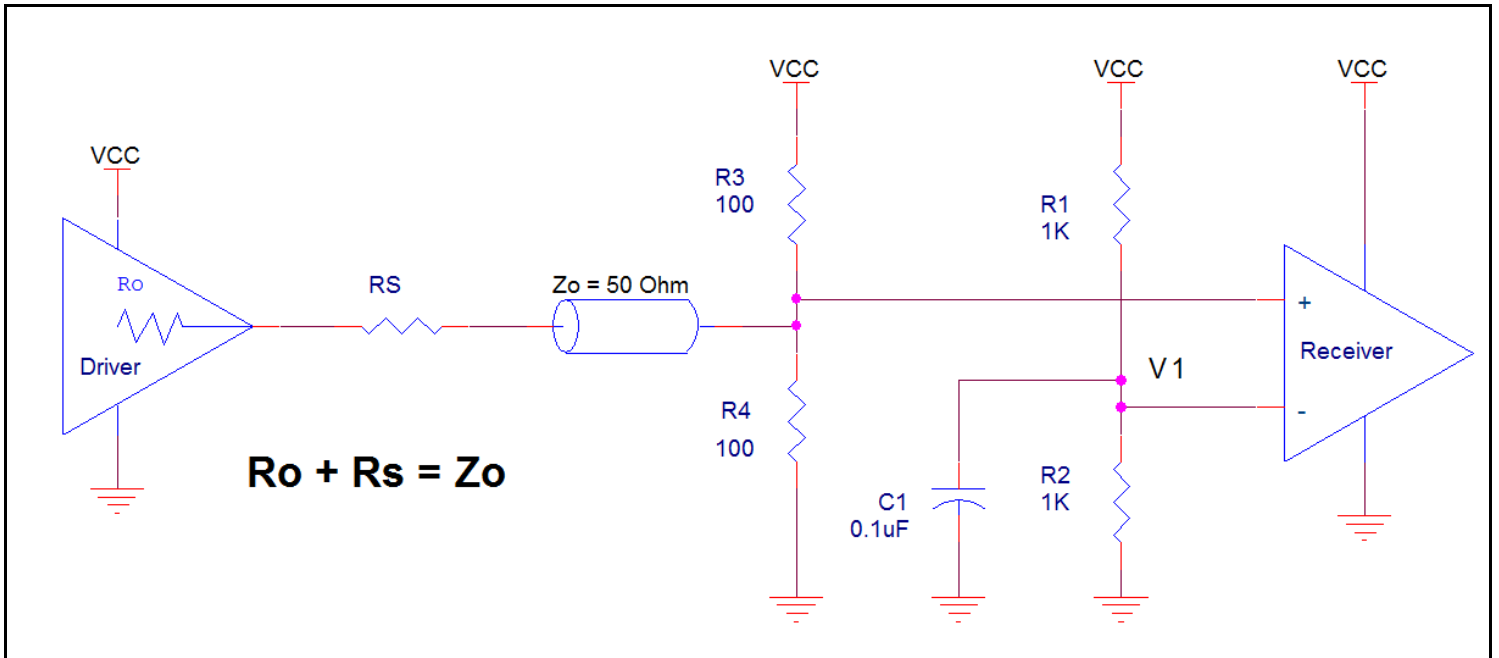 VCC
VCC
VCC
VCC
R3
100
R1
1K
Ro
RS
Zo = 50 Ohm
+
Driver
Receiver
V1
-
R4
100
Ro + Rs = Zo
C1
0.1uF
R2
1K